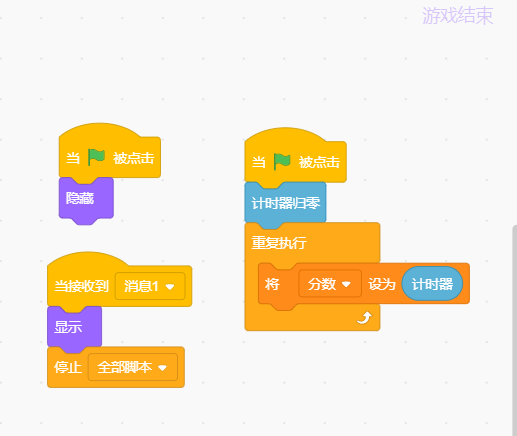 游戏结束
当 被点击
隐藏
当接收到 消息1
显示
停止 全部脚本
当 被点击
计时器归零
重复执行
将 分数 设为 计时器